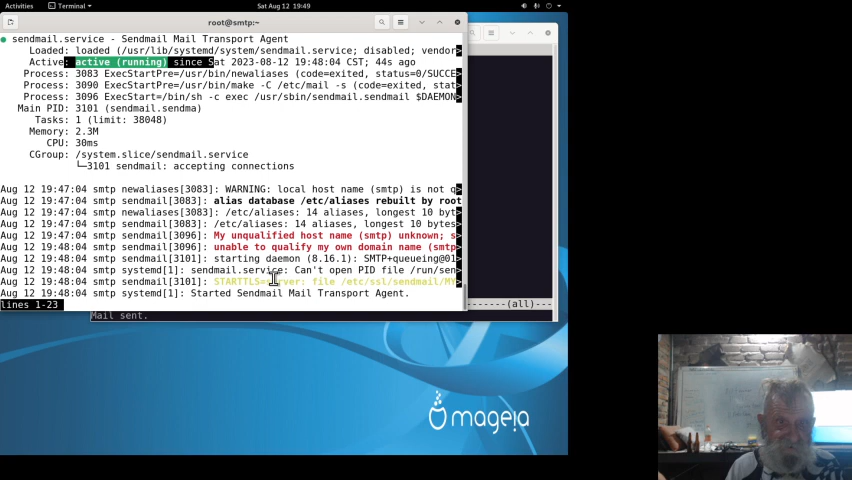 Activities
Terminal
Sat Aug 12 19:49
root@smtp:~
sendmail.service - Sendmail Mail Transport Agent
Loaded: loaded (/usr/lib/systemd/system/sendmail.service; disabled; vendor>
Active: active (running) since Sat 2023-08-12 19:48:04 CST; 44s ago
Process: 3083 ExecStartPre=/usr/bin/newaliases (code=exited, status=0/SUCCE>
Process: 3090 ExecStartPre=/usr/bin/make -C /etc/mail -s (code=exited, stat>
Process: 3096 ExecStart=/bin/sh -c exec /usr/sbin/sendmail.sendmail $DAEMON>
Main PID: 3101 (sendmail.sendma)
Tasks: 1 (limit: 38048)
Memory: 2.3M
CPU: 30ms
CGroup: /system.slice/sendmail.service
└─3101 sendmail: accepting connections
Aug 12 19:47:04 smtp newaliases[3083]: WARNING: local host name (smtp) is not q>
Aug 12 19:47:04 smtp sendmail[3083]: alias database /etc/aliases rebuilt by root
Aug 12 19:47:04 smtp sendmail[3083]: /etc/aliases: 14 aliases, longest 10 byt>
Aug 12 19:47:04 smtp sendmail[3083]: /etc/aliases: 14 aliases, longest 10 byt>
Aug 12 19:47:04 smtp sendmail[3096]: My unqualified host name (smtp) unknown; s>
Aug 12 19:48:04 smtp sendmail[3096]: unable to qualify my own domain name (smtp>
Aug 12 19:48:04 smtp sendmail[3101]: starting daemon (8.16.1): SMTP+queueing@01>
Aug 12 19:48:04 smtp systemd[1]: sendmail.service: Can't open PID file /run/sen>
Aug 12 19:48:04 smtp sendmail[3101]: STARTTLS=server: file /etc/ssl/sendmail/MY>
Aug 12 19:48:04 smtp systemd[1]: Started Sendmail Mail Transport Agent.
lines 1-23
------(all)----------
Mail sent.
mageia